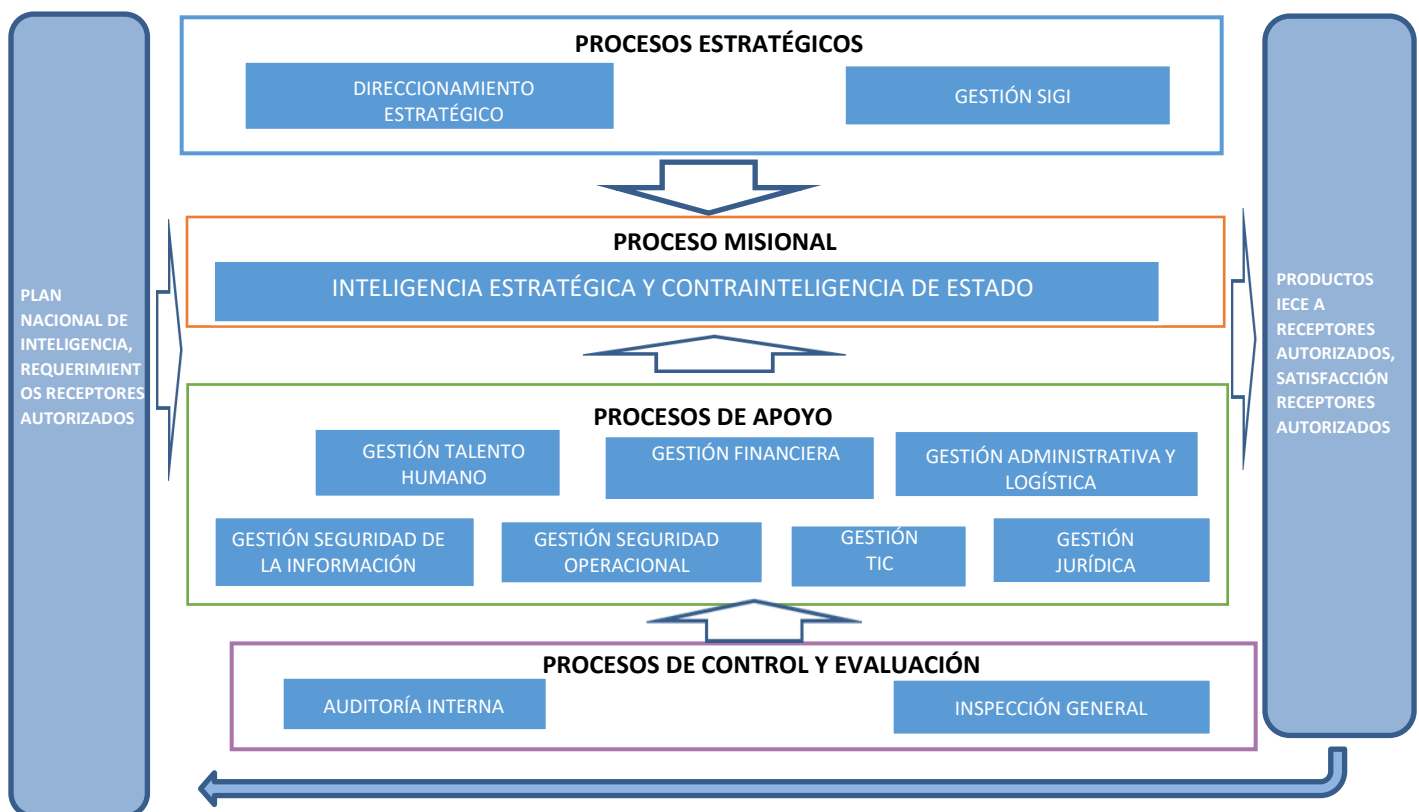 PROCESOS ESTRATÉGICOS
DIRECCIONAMIENTO
ESTRATÉGICO
GESTIÓN SIGI
PROCESO MISIONAL
INTELIGENCIA ESTRATÉGICA Y CONTRAINTELIGENCIA DE ESTADO
PLAN
NACIONAL DE
INTELIGENCIA,
REQUERIMIENT
OS RECEPTORES
AUTORIZADOS
PRODUCTOS
IECE A
RECEPTORES
AUTORIZADOS,
SATISFACCIÓN
RECEPTORES
AUTORIZADOS
PROCESOS DE APOYO
GESTIÓN TALENTO
HUMANO
GESTIÓN FINANCIERA
GESTIÓN ADMINISTRATIVA Y
LOGÍSTICA
GESTIÓN SEGURIDAD DE
LA INFORMACIÓN
GESTIÓN SEGURIDAD
OPERACIONAL
GESTIÓN
TIC
GESTIÓN
JURÍDICA
PROCESOS DE CONTROL Y EVALUACIÓN
AUDITORÍA INTERNA
INSPECCIÓN GENERAL